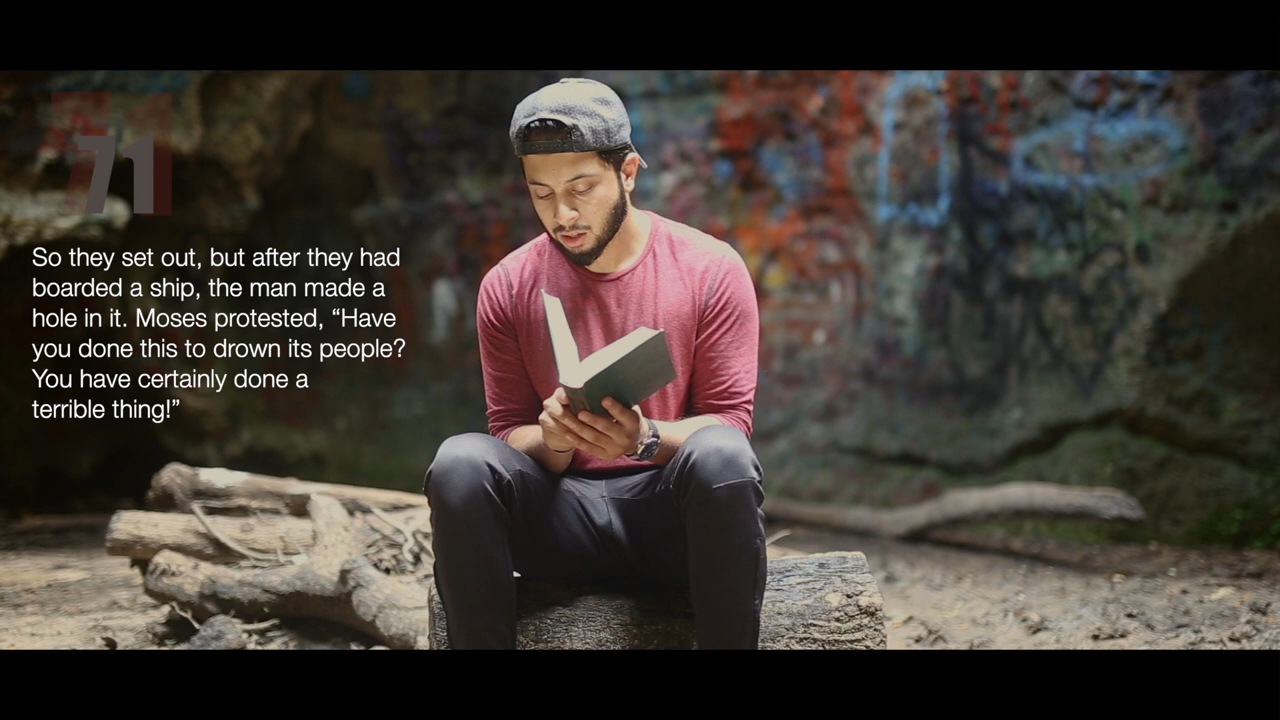 71
So they set out, but after they had
boarded a ship, the man made a
hole in it. Moses protested, “Have
you done this to drown its people?
You have certainly done a
terrible thing!”